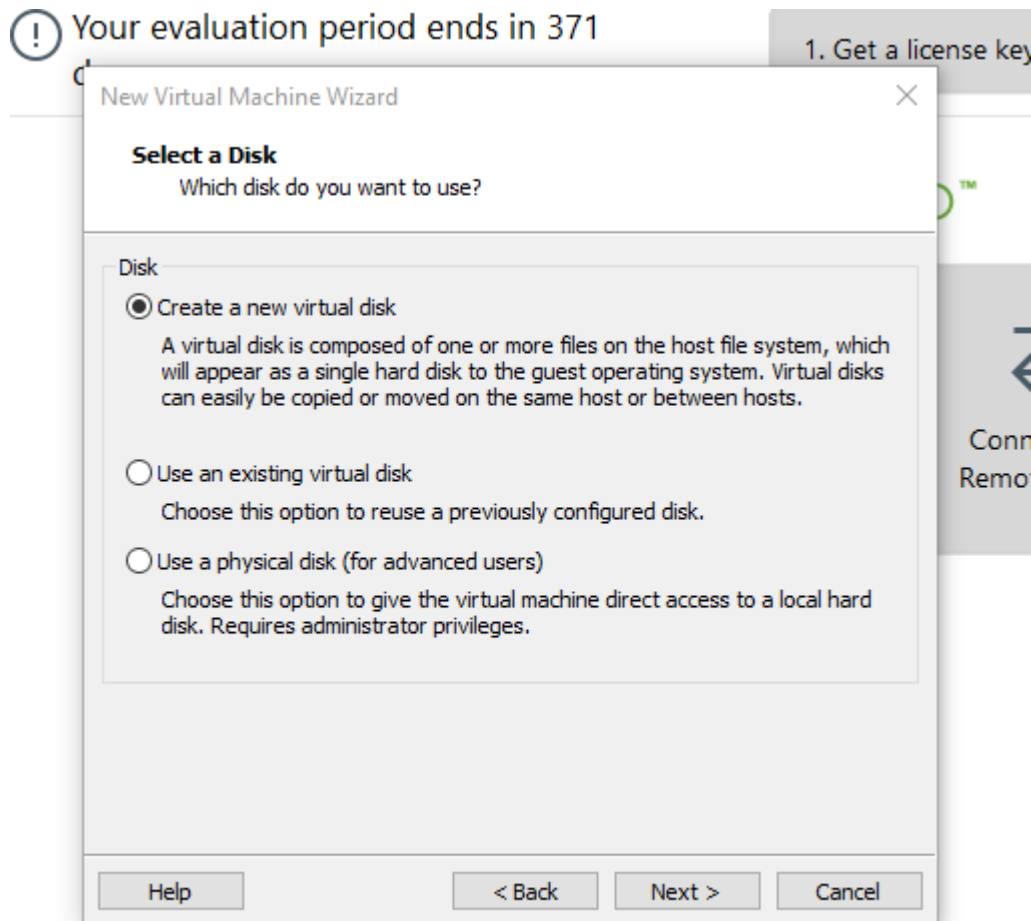 Your evaluation period ends in 371
1. Get a license key
New Virtual Machine Wizard
Select a Disk
Which disk do you want to use?
™
Disk
Create a new virtual disk
A virtual disk is composed of one or more files on the host file system, which
will appear as a single hard disk to the guest operating system. Virtual disks
can easily be copied or moved on the same host or between hosts.
Conn
Use an existing virtual disk
Remot
Choose this option to reuse a previously configured disk.
Use a physical disk (for advanced users)
Choose this option to give the virtual machine direct access to a local hard
disk. Requires administrator privileges.
Help
< Back
Next >
Cancel